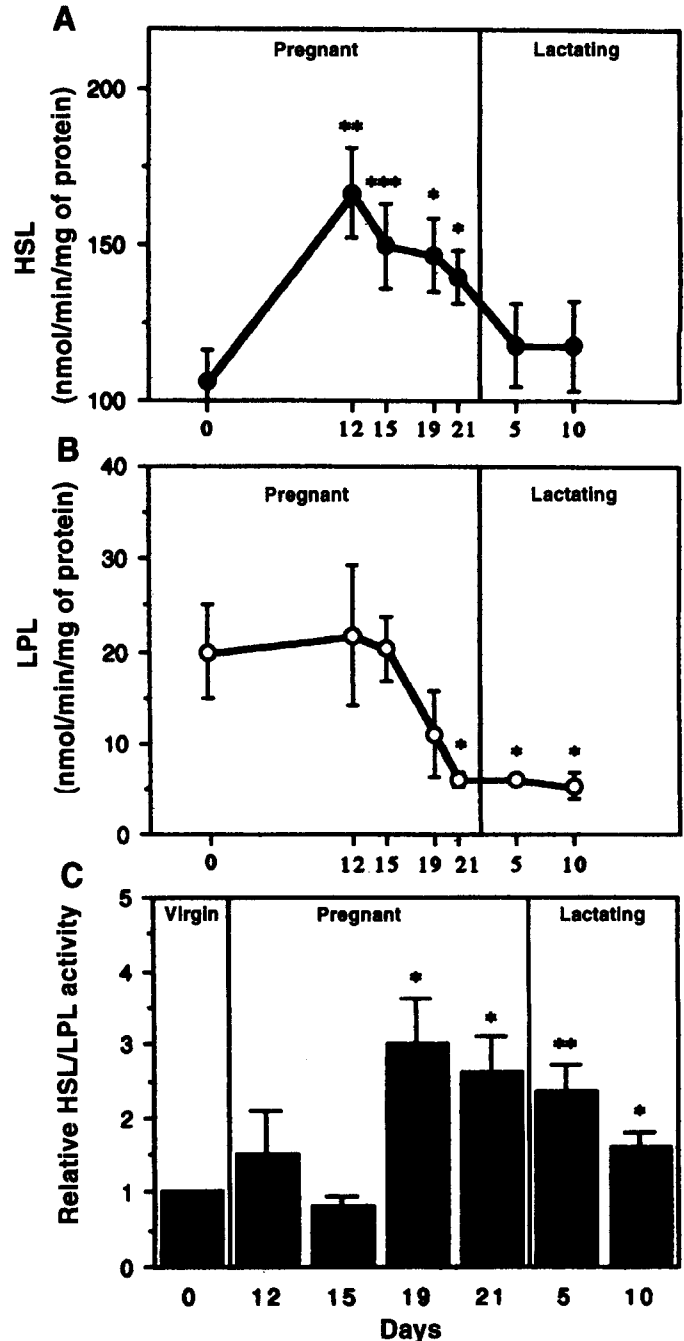 A
Pregnant
Lactating
HSL
(nmol/min/mg of protein)
200
150
100
**
***
*
*
0 12 15 19 21 5 10
B
Pregnant
Lactating
LPL
(nmol/min/mg of protein)
40
30
20
10
0
*
*
*
0 12 15 19 21 5 10
C
Virgin
Pregnant
Lactating
Relative HSL/LPL activity
5
4
3
2
1
0
*
*
**
*
0 12 15 19 21 5 10
Days